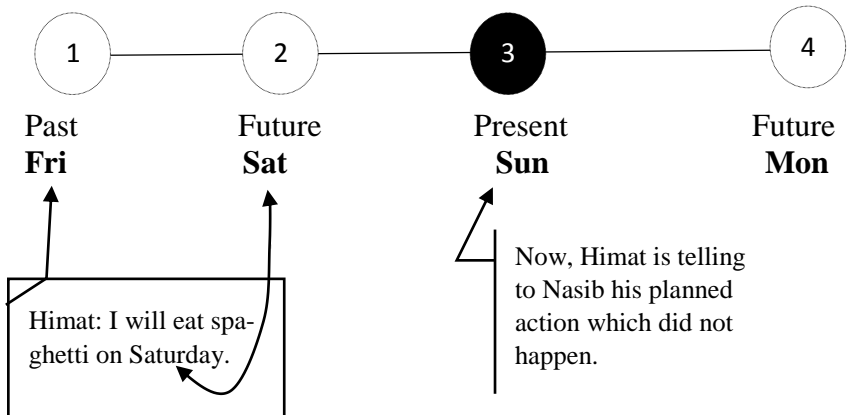 1 2 3 4
Past Future Present Future
Fri Sat Sun Mon
Himat: I will eat spa-
ghetti on Saturday.
Now, Himat is telling
to Nasib his planned
action which did not
happen.